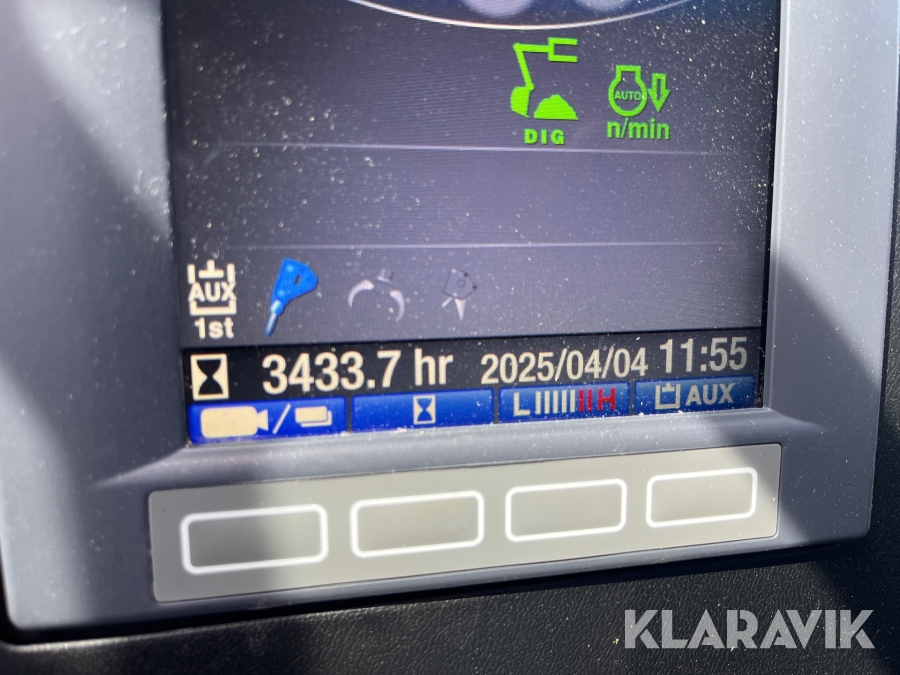 DIG
AUTO
n/min
AUX
1st
3433.7 hr 2025/04/04 11:55
/ L H AUX
KLARAVIK